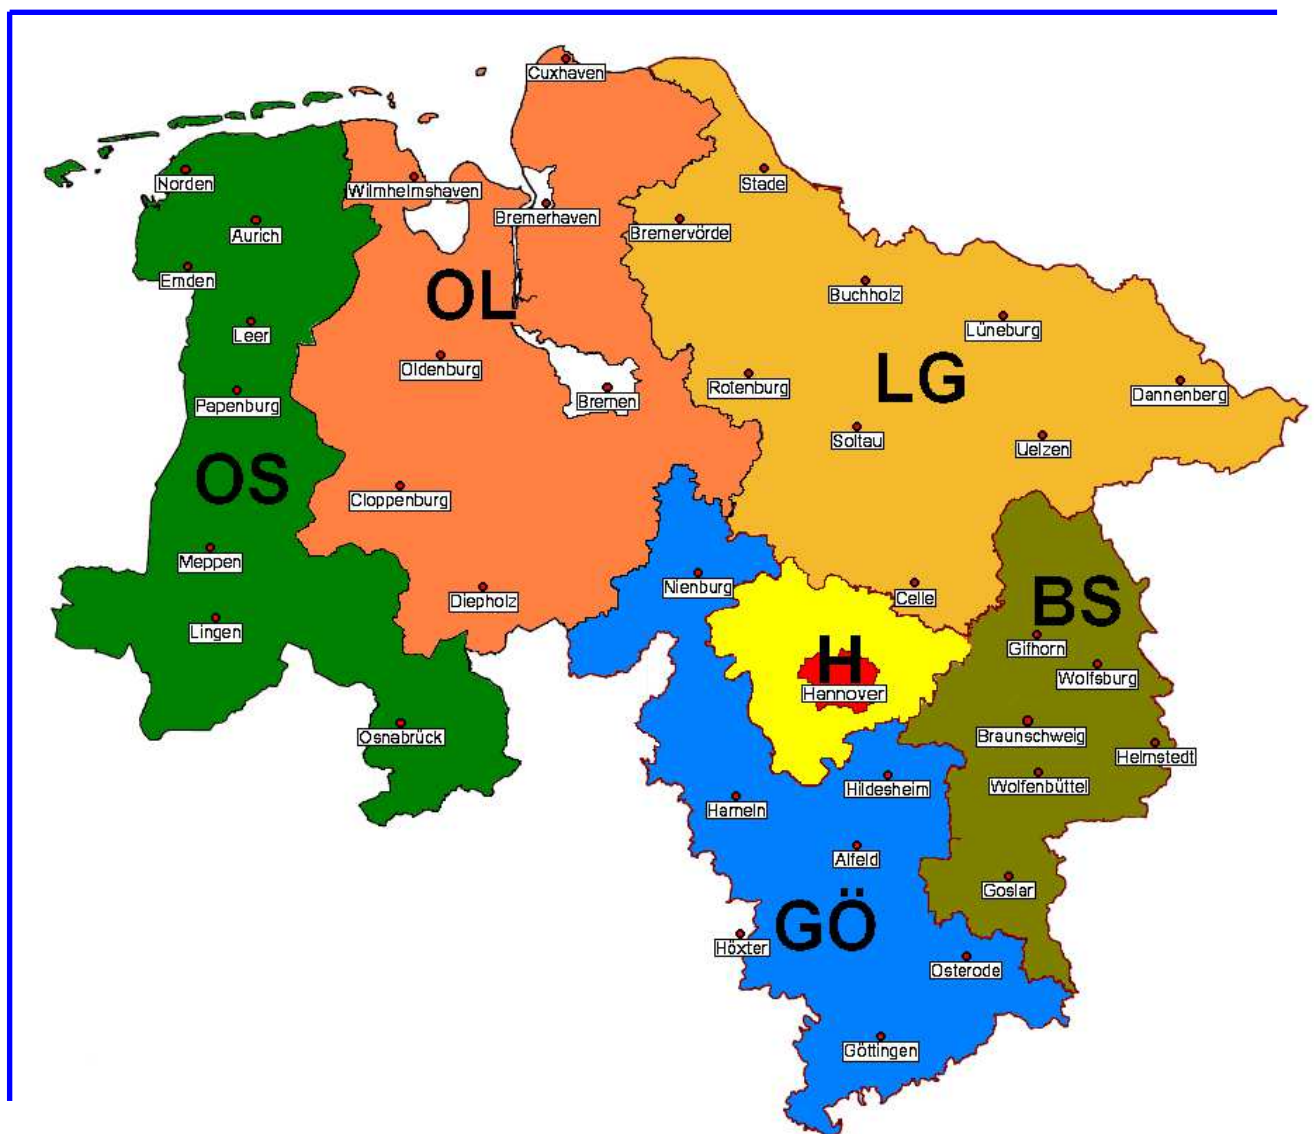 Cuxhaven
Norden
Wilmhelmshaven
Stade
Bremerhaven
Bremervörde
Aurich
Emden
OL
Buchholz
Leer
Lüneburg
Oldenburg
Bremen
Rotenburg
LG
Dannenberg
Papenburg
Soltau
Uelzen
OS
Cloppenburg
Meppen
Nienburg
Diepholz
Celle
BS
Lingen
Gifhorn
H
Wolfsburg
Hannover
Osnabrück
Braunschweig
Helmstedt
Hildesheim
Wolfenbüttel
Hameln
Alfeld
Goslar
GÖ
Höxter
Osterode
Göttingen